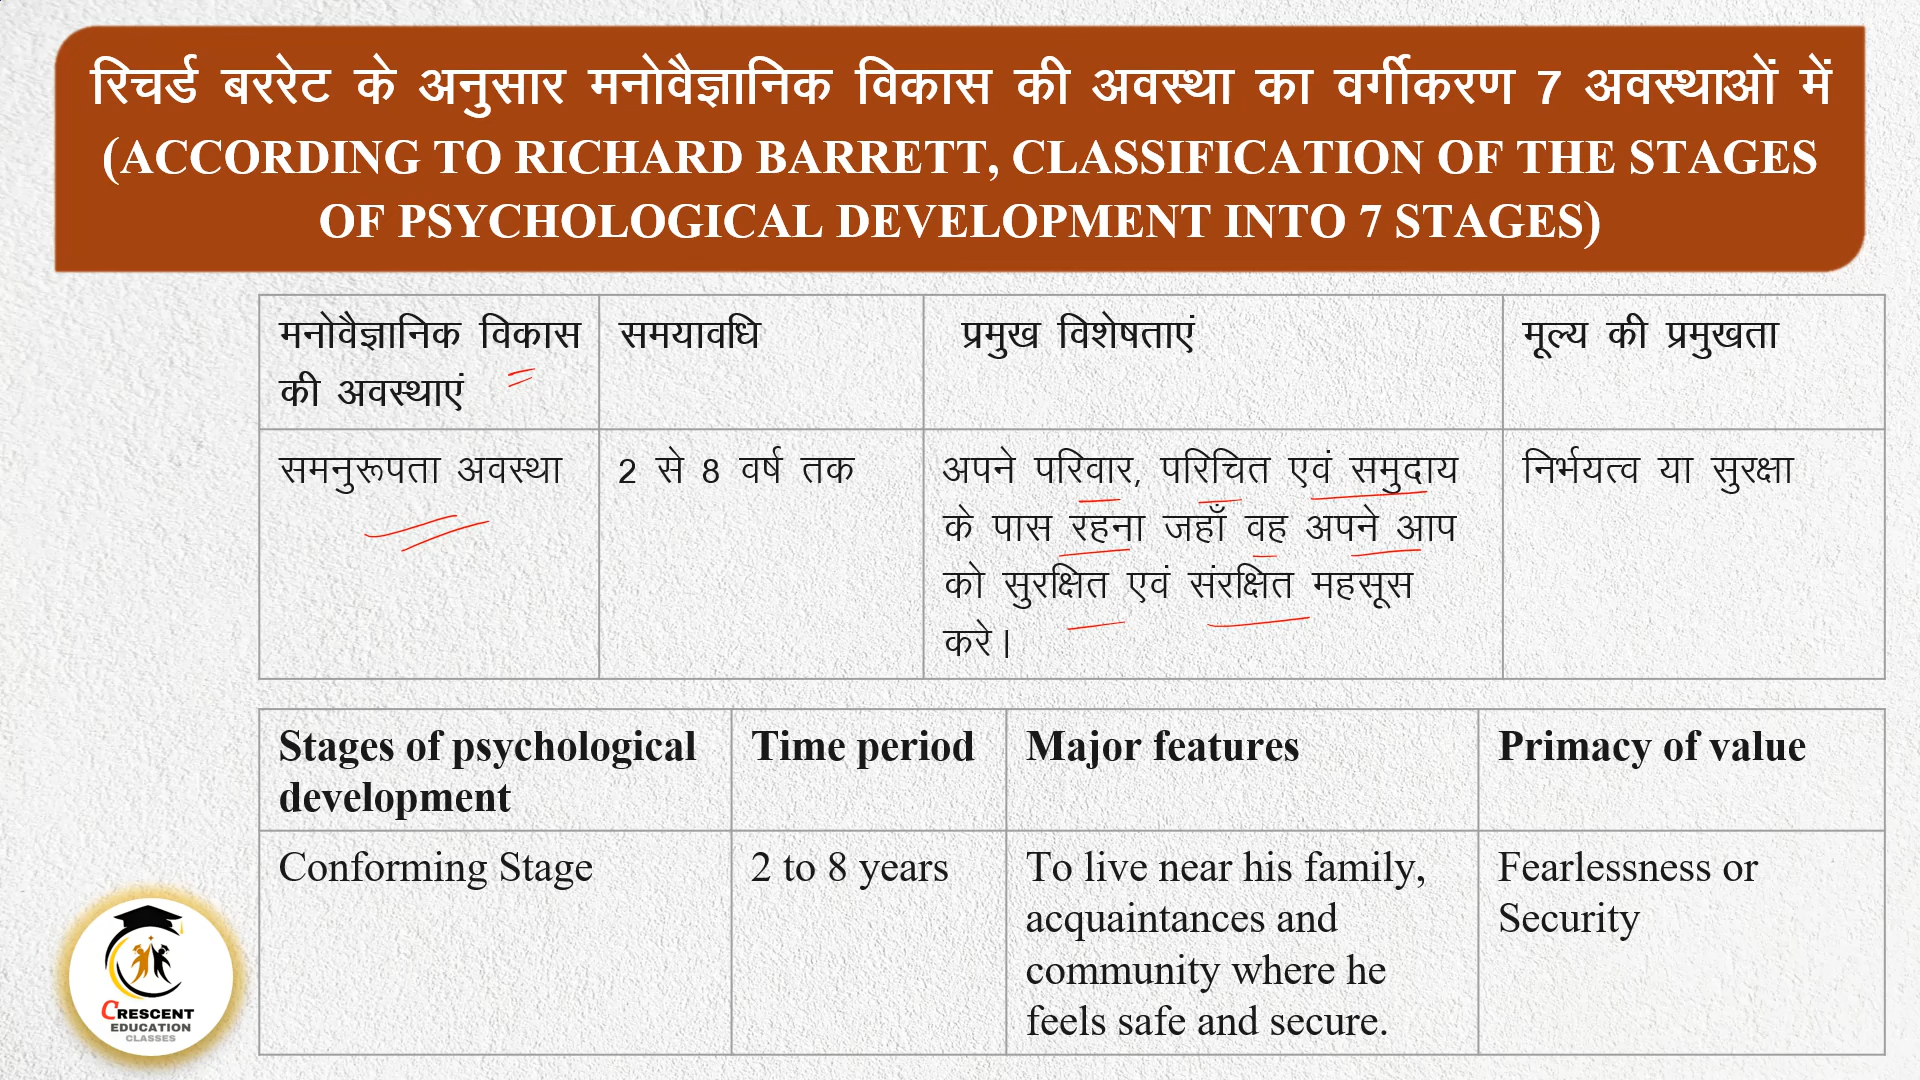 रिचर्ड बररेट के अनुसार मनोवैज्ञानिक विकास की अवस्था का वर्गीकरण 7 अवस्थाओं में
(ACCORDING TO RICHARD BARRETT, CLASSIFICATION OF THE STAGES
OF PSYCHOLOGICAL DEVELOPMENT INTO 7 STAGES)
मनोवैज्ञानिक विकास
की अवस्थाएं
समयावधि
प्रमुख विशेषताएं
मूल्य की प्रमुखता
समनुरूपता अवस्था
2 से 8 वर्ष तक
अपने परिवार, परिचित एवं समुदाय
के पास रहना जहाँ वह अपने आप
को सुरक्षित एवं संरक्षित महसूस
करे।
निर्भयत्व या सुरक्षा
Stages of psychological
development
Time period
Major features
Primacy of value
Conforming Stage
2 to 8 years
To live near his family,
acquaintances and
community where he
feels safe and secure.
Fearlessness or
Security
CRESCENT
EDUCATION
CLASSES